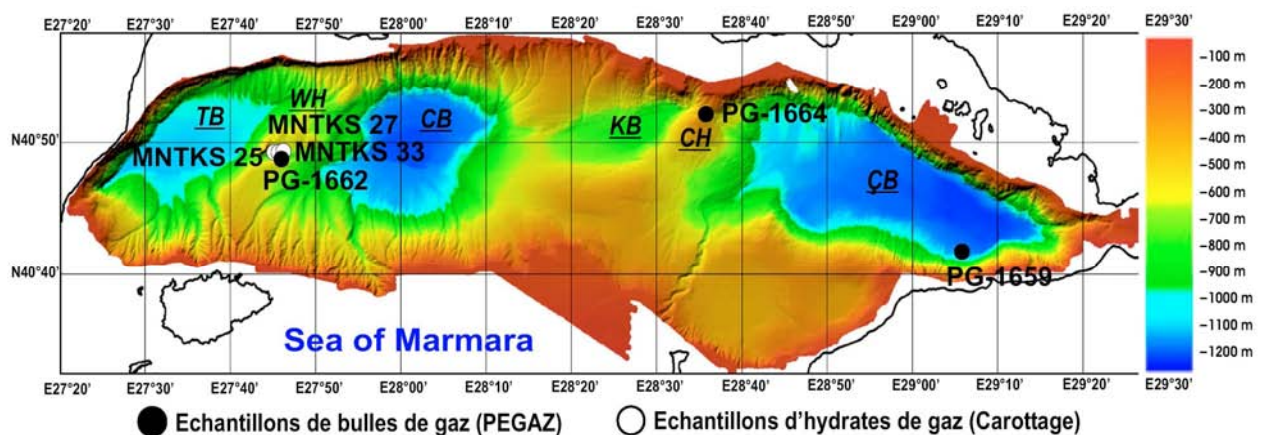 E27°20' E27°30' E27°40' E27°50' E28°00' E28°10' E28°20' E28°30' E28°40' E28°50' E29°00' E29°10' E29°20' E29°30'
E29°30'
N40°50'
N40°40'
TB
WH
MNTKS 27
CB
MNTKS 25
MNTKS 33
PG-1662
KB
CH
PG-1664
ÇB
PG-1659
Sea of Marmara
-100 m
-200 m
-300 m
-400 m
-500 m
-600 m
-700 m
-800 m
-900 m
-1000 m
-1100 m
-1200 m
E27°20' E27°30' E27°40' E27°50' E28°00' E28°10' E28°20' E28°30' E28°40' E28°50' E29°00' E29°10' E29°20' E29°30'
Echantillons de bulles de gaz (PEGAZ) Echantillons d'hydrates de gaz (Carottage)